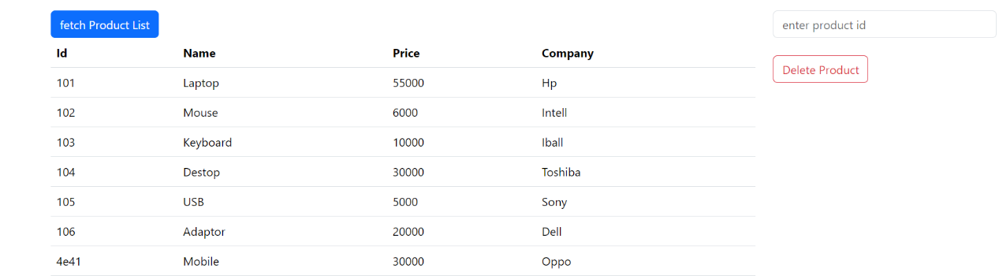 fetch Product List
Id Name Price Company
101 Laptop 55000 Hp
102 Mouse 6000 Intell
103 Keyboard 10000 Iball
104 Destop 30000 Toshiba
105 USB 5000 Sony
106 Adaptor 20000 Dell
4e41 Mobile 30000 Oppo
enter product id
Delete Product